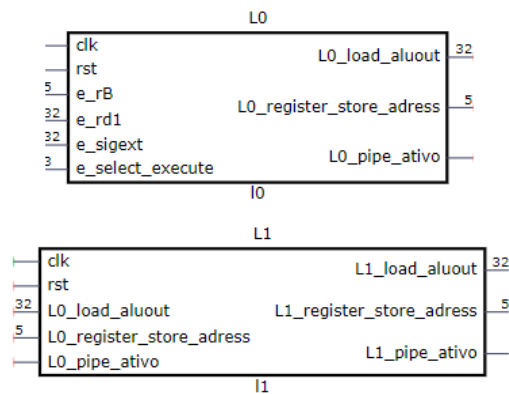 L0
clk
rst
5 e_rB
32 e_rd1
32 e_sigext
3 e_select_execute
L0_load_aluout 32
L0_register_store_adress 5
L0_pipe_ativo
l0
L1
clk
rst
32 L0_load_aluout
5 L0_register_store_adress
L0_pipe_ativo
L1_load_aluout 32
L1_register_store_adress 5
L1_pipe_ativo
l1